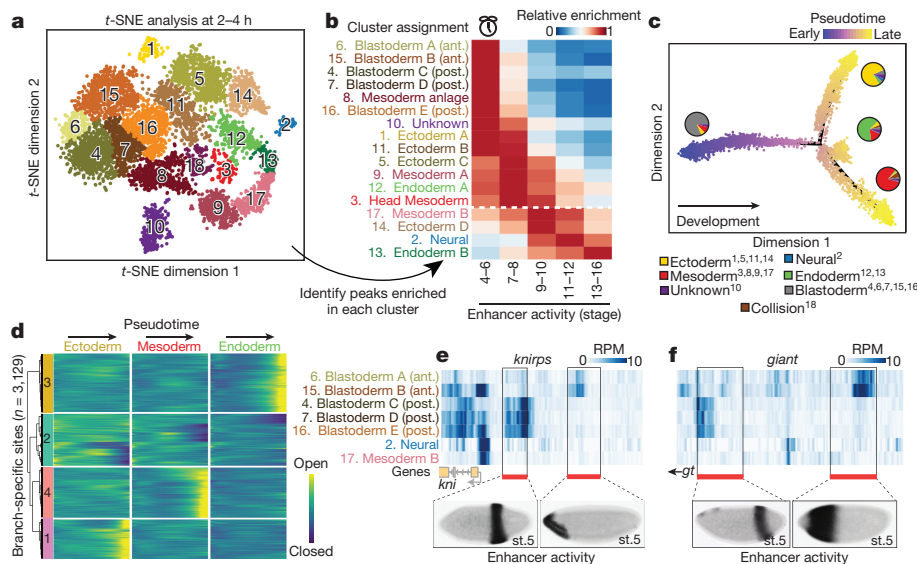 a
t-SNE analysis at 2–4 h
t-SNE dimension 2
t-SNE dimension 1
1
5
15
14
11
6
16
12
2
4
7
18
13
8
3
17
9
10
Identify peaks enriched
in each cluster
b
Cluster assignment
Relative enrichment
0
1
6. Blastoderm A (ant.)
15. Blastoderm B (ant.)
4. Blastoderm C (post.)
7. Blastoderm D (post.)
8. Mesoderm anlage
16. Blastoderm E (post.)
10. Unknown
1. Ectoderm A
11. Ectoderm B
5. Ectoderm C
9. Mesoderm A
12. Endoderm A
3. Head Mesoderm
17. Mesoderm B
14. Ectoderm D
2. Neural
13. Endoderm B
4–6
7–8
9–10
11–12
13–16
Enhancer activity (stage)
c
Pseudotime
Early
Late
Dimension 2
Development
Dimension 1
Ectoderm1,5,11,14
Neural2
Mesoderm3,8,9,17
Endoderm12,13
Unknown10
Blastoderm4,6,7,15,16
Collision18
d
Pseudotime
Ectoderm
Mesoderm
Endoderm
Branch-specific sites (n = 3,129)
3
2
4
1
Open
Closed
e
knirps
RPM
0
10
6. Blastoderm A (ant.)
15. Blastoderm B (ant.)
4. Blastoderm C (post.)
7. Blastoderm D (post.)
16. Blastoderm E (post.)
2. Neural
17. Mesoderm B
Genes
kni
st.5
st.5
Enhancer activity
f
giant
RPM
0
10
gt
st.5
st.5
Enhancer activity